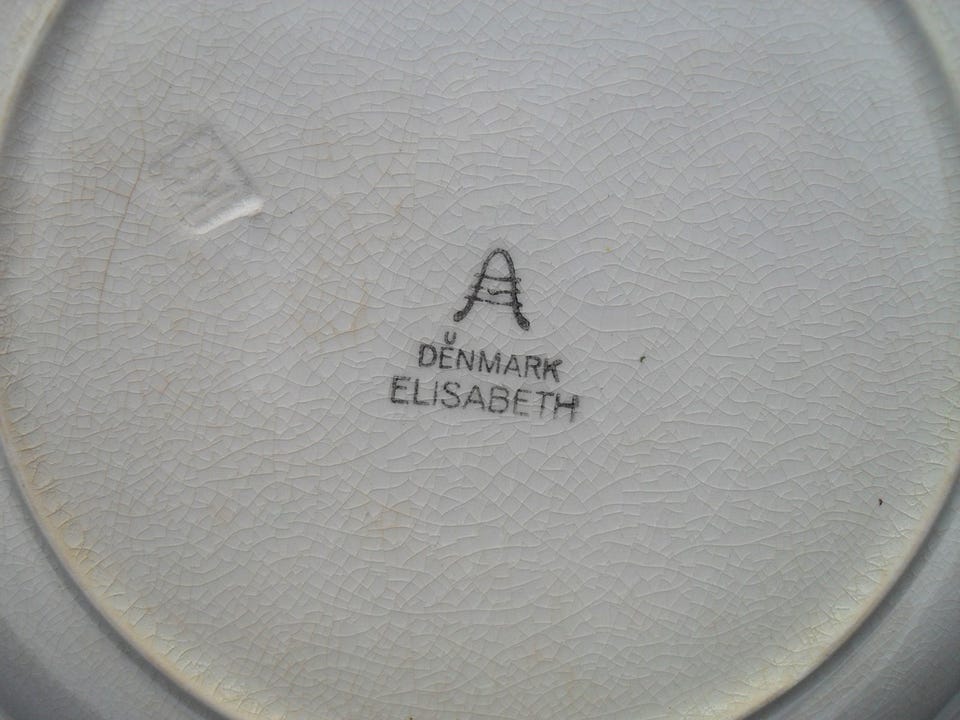 A
U
DENMARK
ELISABETH